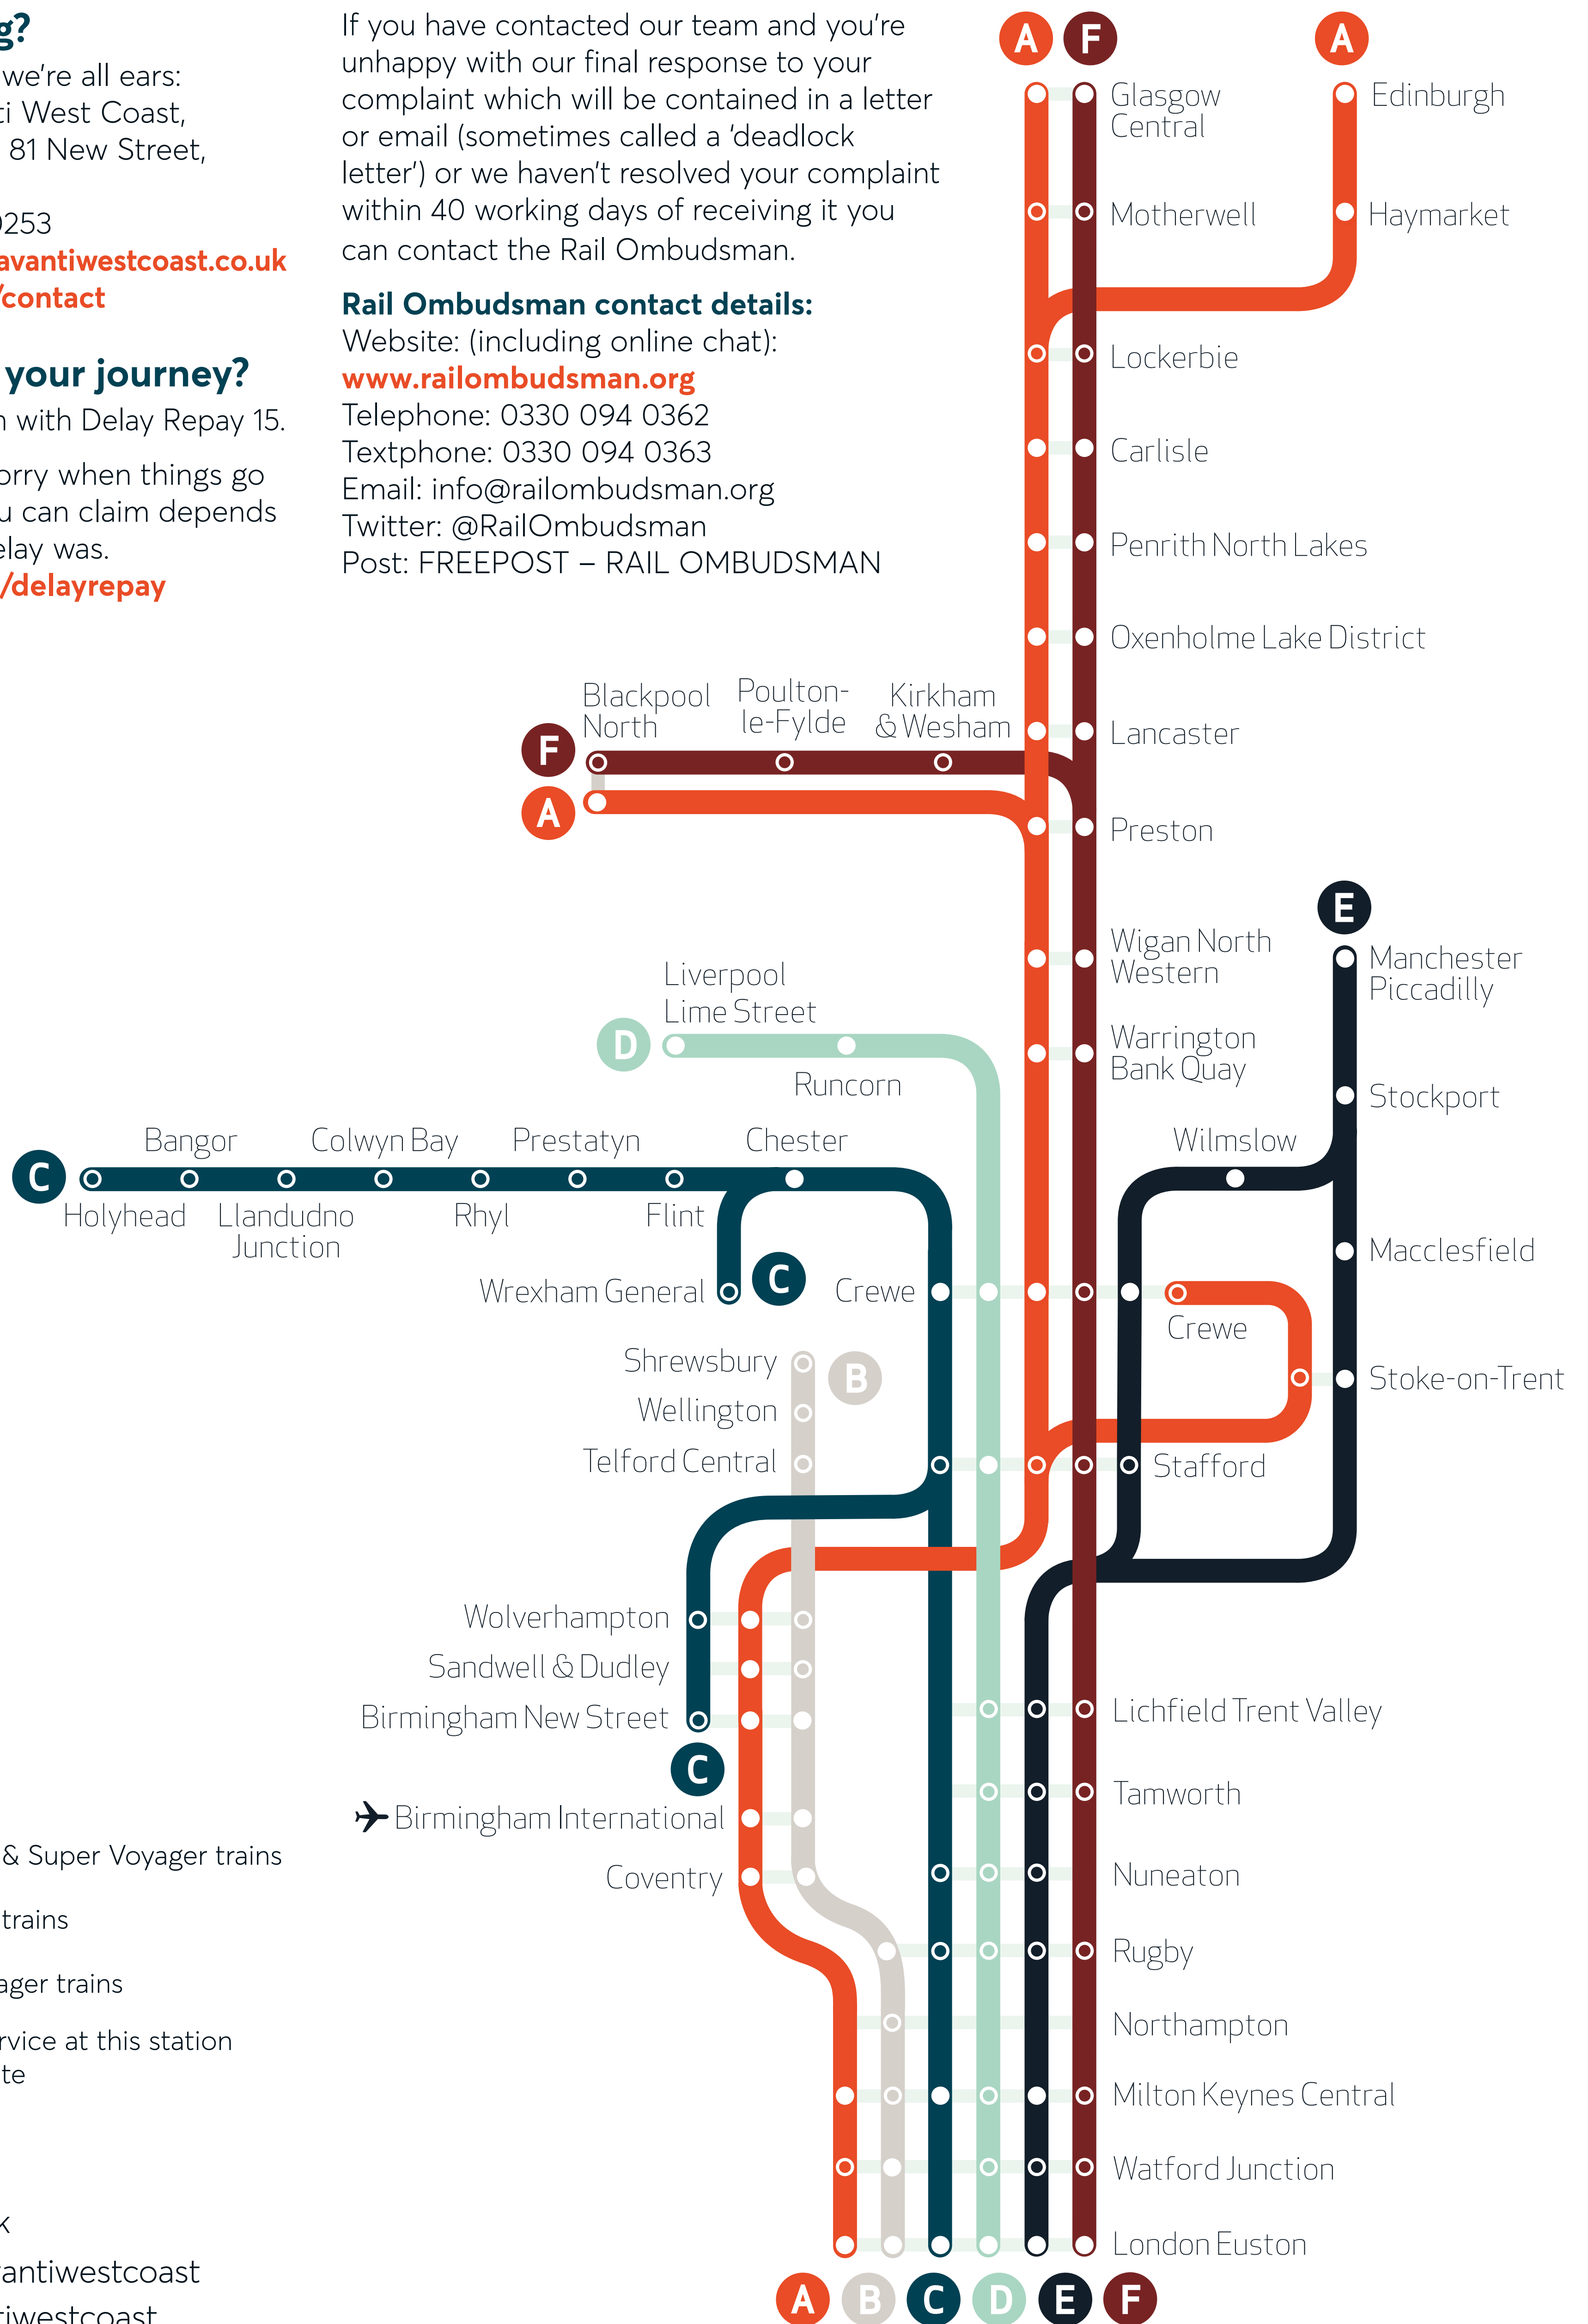 g?
we're all ears:
ti West Coast,
81 New Street,
0253
avantiwestcoast.co.uk
/contact
your journey?
n with Delay Repay 15.
orry when things go
u can claim depends
elay was.
/delayrepay
If you have contacted our team and you're
unhappy with our final response to your
complaint which will be contained in a letter
or email (sometimes called a 'deadlock
letter') or we haven't resolved your complaint
within 40 working days of receiving it you
can contact the Rail Ombudsman.
Rail Ombudsman contact details:
Website: (including online chat):
www.railombudsman.org
Telephone: 0330 094 0362
Textphone: 0330 094 0363
Email: info@railombudsman.org
Twitter: @RailOmbudsman
Post: FREEPOST – RAIL OMBUDSMAN
A F A
Glasgow
Central
Edinburgh
Motherwell
Haymarket
Lockerbie
Carlisle
Penrith North Lakes
Oxenholme Lake District
Blackpool
North
Poulton-
le-Fylde
Kirkham
& Wesham
Lancaster
F
A
Preston
E
Wigan North
Western
Manchester
Piccadilly
Liverpool
Lime Street
D
Runcorn
Warrington
Bank Quay
Stockport
Bangor
Colwyn Bay
Prestatyn
Chester
Wilmslow
C
Holyhead
Llandudno
Junction
Rhyl
Flint
Macclesfield
Wrexham General
C
Crewe
Crewe
Shrewsbury
B
Stoke-on-Trent
Wellington
Telford Central
Stafford
Wolverhampton
Sandwell & Dudley
Birmingham New Street
Lichfield Trent Valley
C
Tamworth
Birmingham International
Coventry
Nuneaton
Rugby
Northampton
Milton Keynes Central
Watford Junction
London Euston
A B C D E F
& Super Voyager trains
trains
ager trains
rvice at this station
te
k
antiwestcoast
tiwestcoast